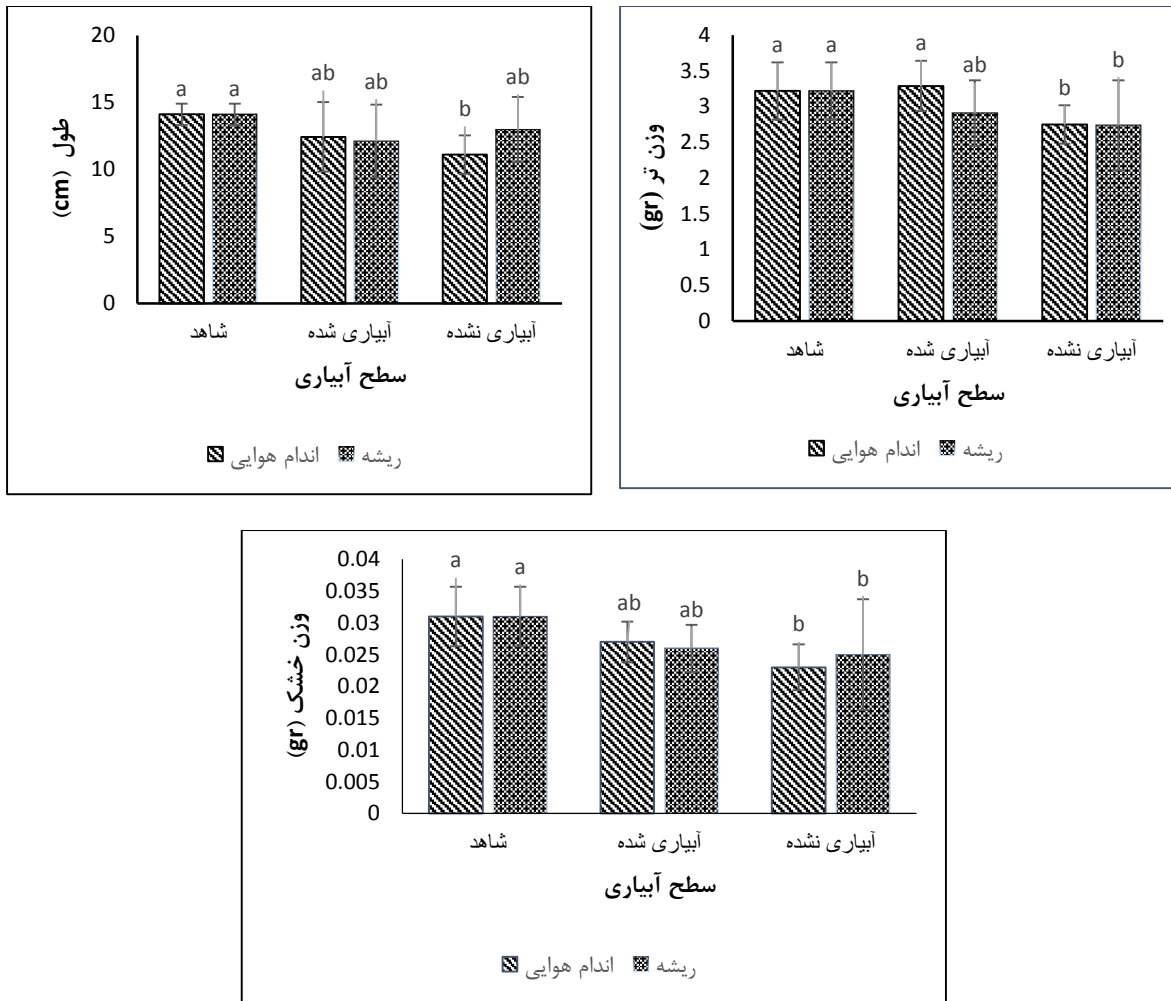 20
15
10
5
0
طول (cm)
a a ab ab b ab
شاهد آبیاری شده آبیاری نشده
سطح آبیاری
اندام هوایی ریشه
4
3.5
3
2.5
2
1.5
1
0.5
0
وزن تر (gr)
a a a ab b b
شاهد آبیاری شده آبیاری نشده
سطح آبیاری
اندام هوایی ریشه
0.04
0.035
0.03
0.025
0.02
0.015
0.01
0.005
0
وزن خشک (gr)
a a ab ab b b
شاهد آبیاری شده آبیاری نشده
سطح آبیاری
اندام هوایی ریشه